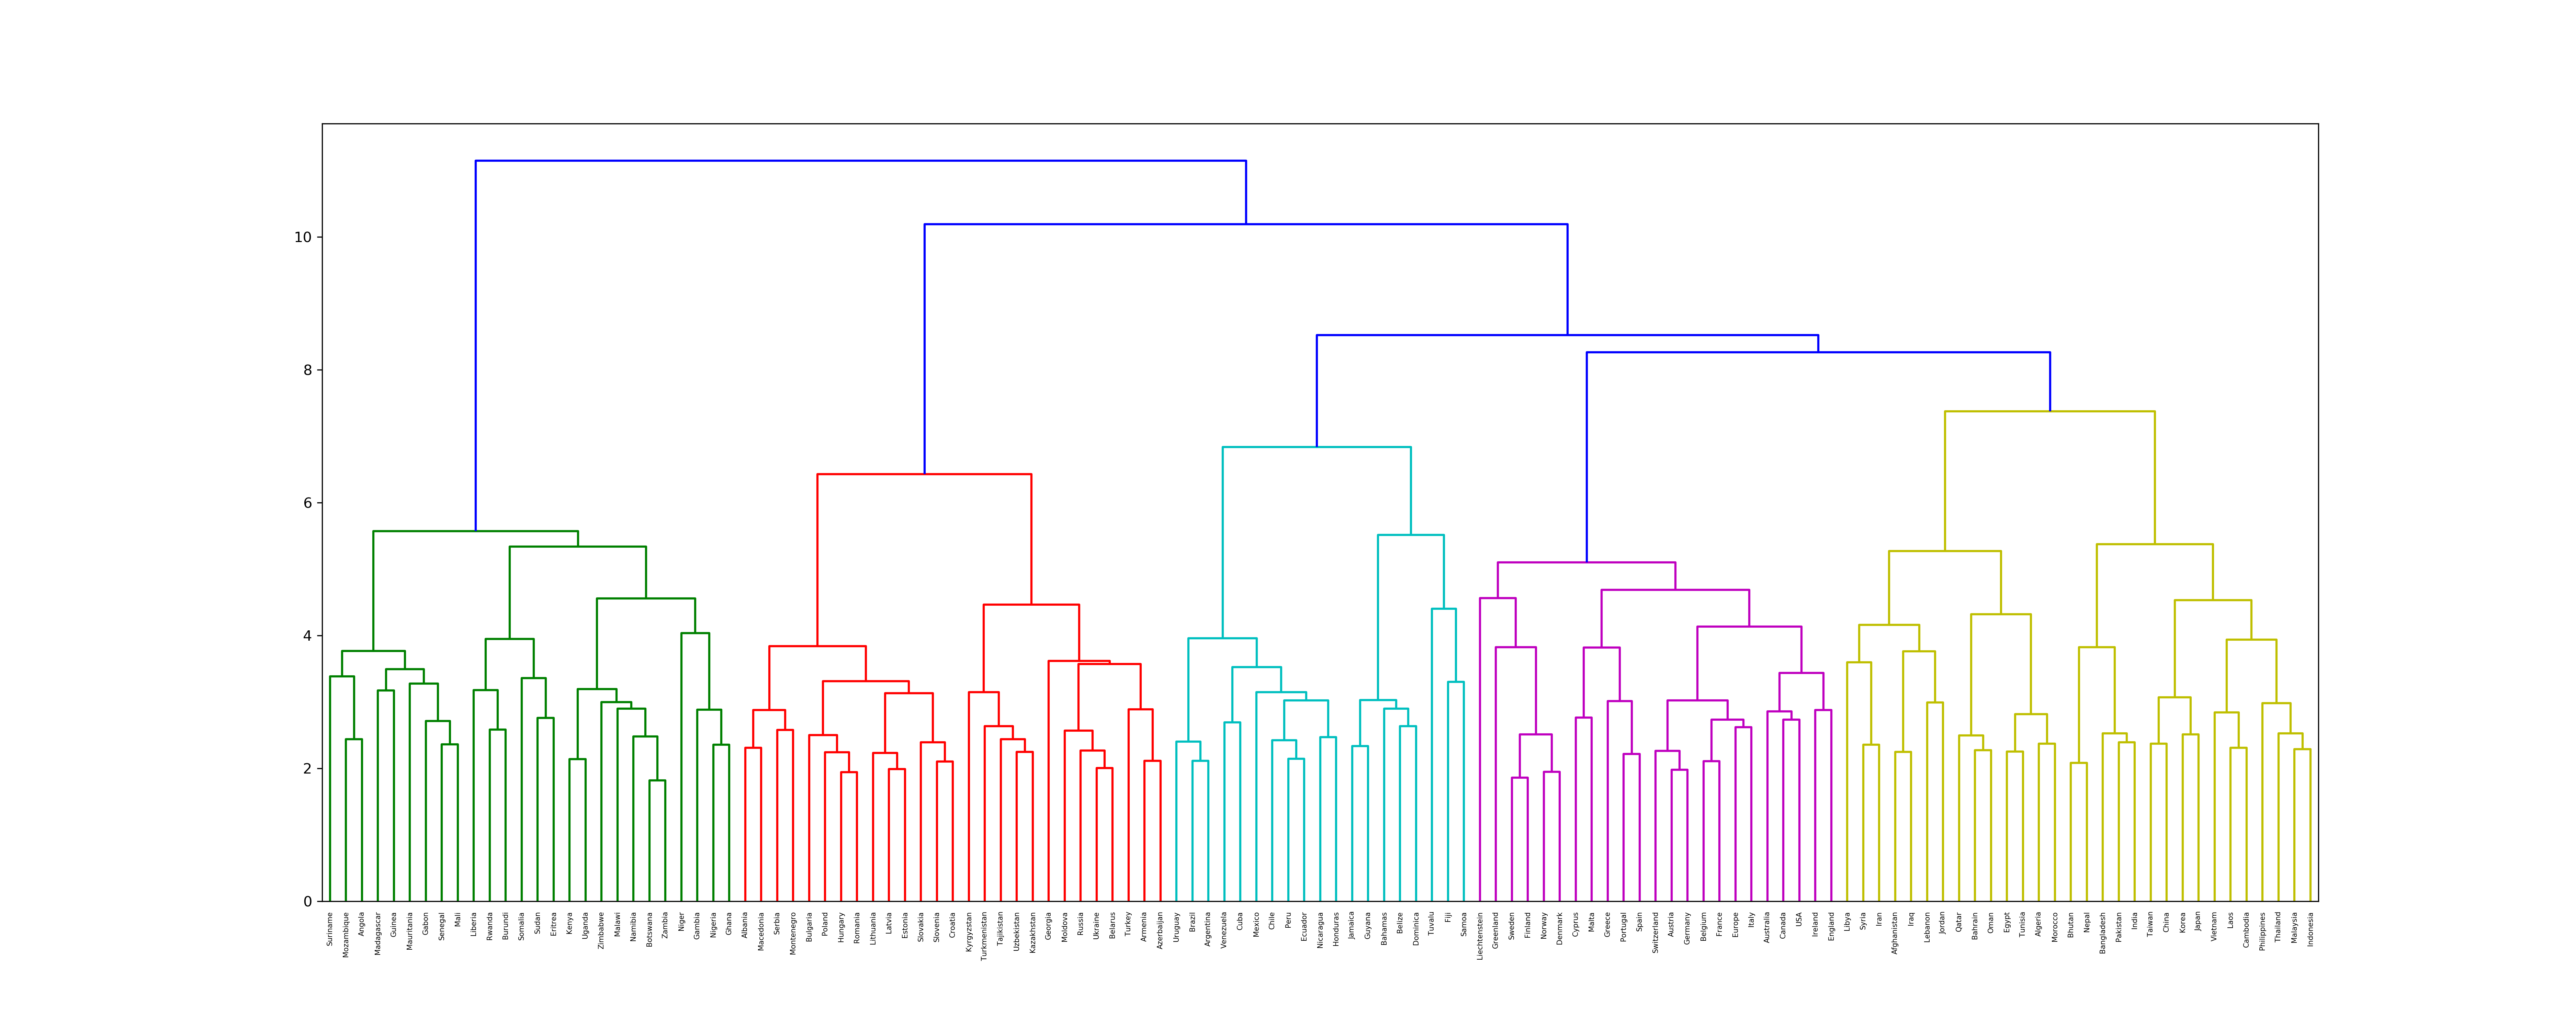 10
8
6
4
2
0
Suriname
Mozambique
Angola
Madagascar
Guinea
Mauritania
Gabon
Senegal
Mali
Liberia
Rwanda
Burundi
Somalia
Sudan
Eritrea
Kenya
Uganda
Zimbabwe
Malawi
Namibia
Botswana
Zambia
Niger
Gambia
Nigeria
Ghana
Albania
Macedonia
Serbia
Montenegro
Bulgaria
Poland
Hungary
Romania
Lithuania
Latvia
Estonia
Slovakia
Slovenia
Croatia
Kyrgyzstan
Turkmenistan
Tajikistan
Uzbekistan
Kazakhstan
Georgia
Moldova
Russia
Ukraine
Belarus
Turkey
Armenia
Azerbaijan
Uruguay
Brazil
Argentina
Venezuela
Cuba
Mexico
Chile
Peru
Ecuador
Nicaragua
Honduras
Jamaica
Guyana
Bahamas
Belize
Dominica
Tuvalu
Fiji
Samoa
Liechtenstein
Greenland
Sweden
Finland
Norway
Denmark
Cyprus
Malta
Greece
Portugal
Spain
Switzerland
Austria
Germany
Belgium
France
Europe
Italy
Australia
Canada
USA
Ireland
England
Libya
Syria
Iran
Afghanistan
Iraq
Lebanon
Jordan
Qatar
Bahrain
Oman
Egypt
Tunisia
Algeria
Morocco
Bhutan
Nepal
Bangladesh
Pakistan
India
Taiwan
China
Korea
Japan
Vietnam
Laos
Cambodia
Philippines
Thailand
Malaysia
Indonesia